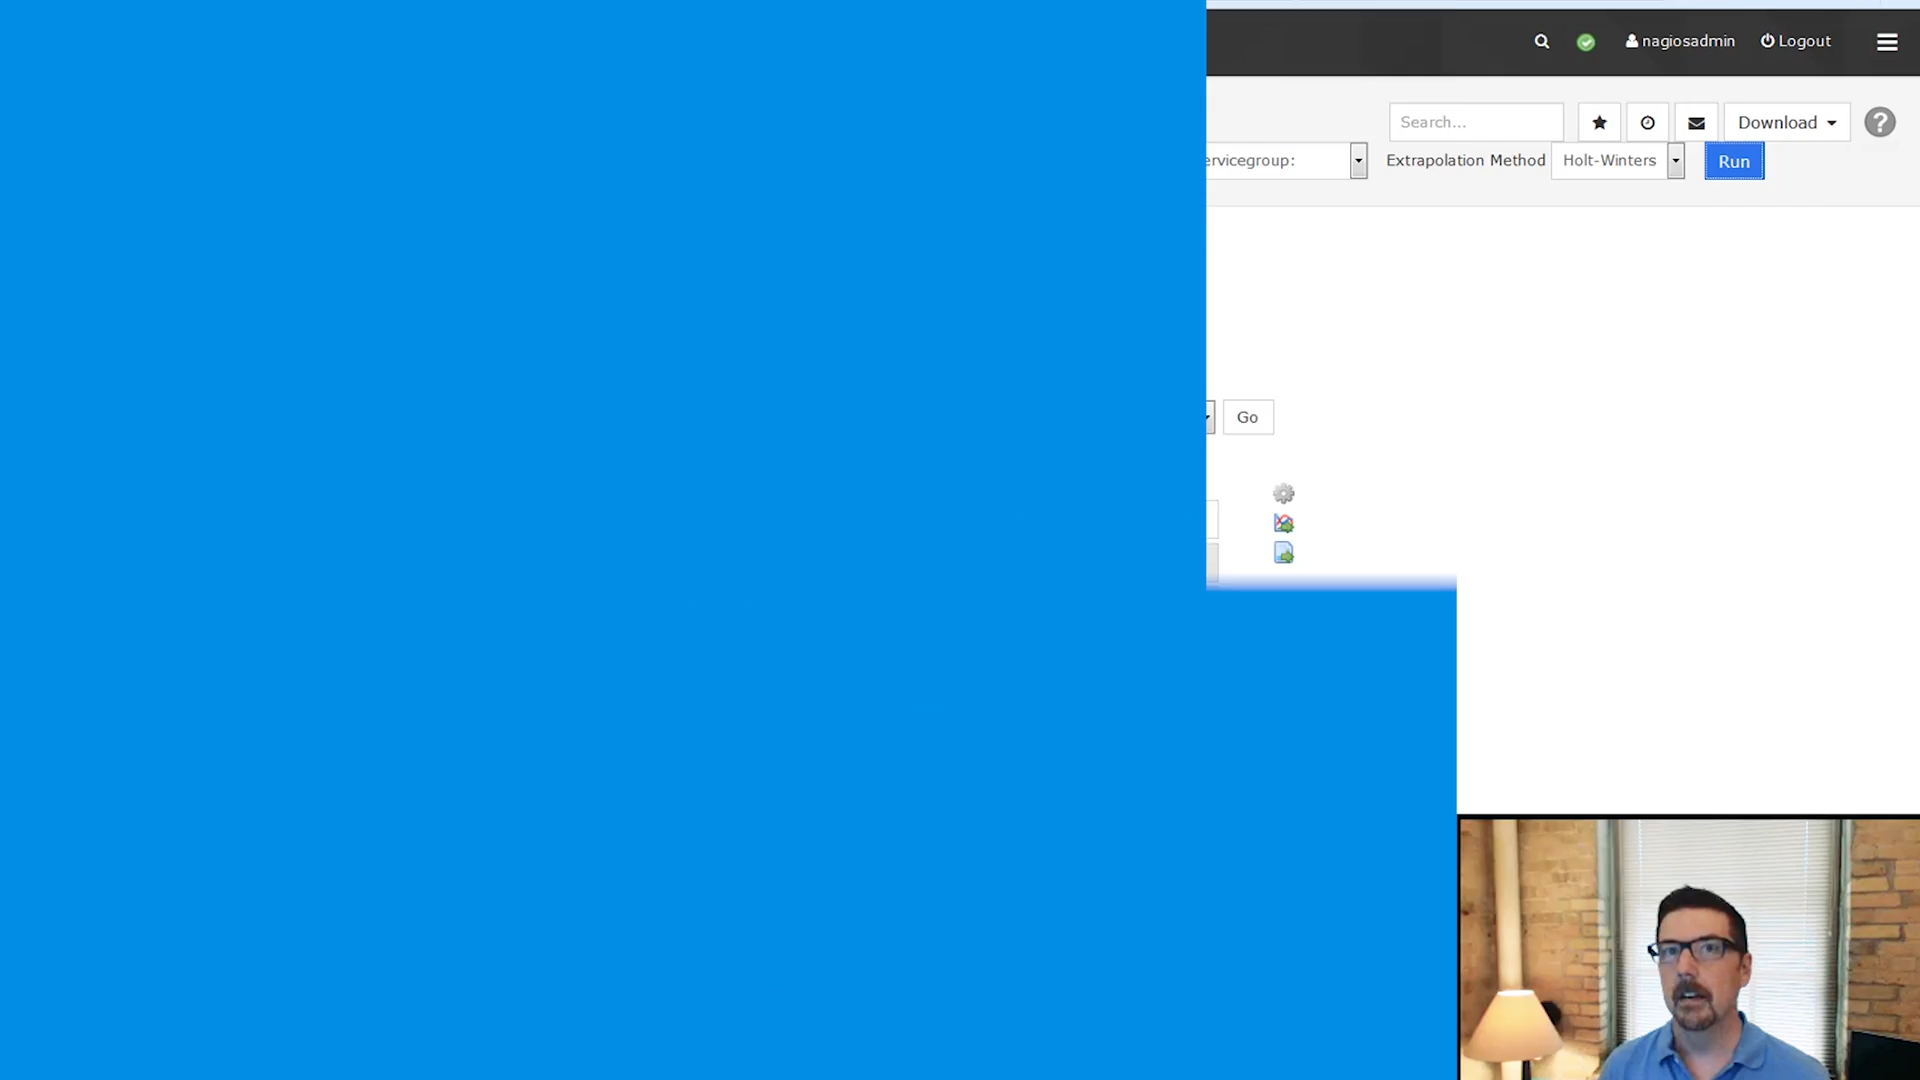 nagiosadmin Logout
Search... Download ?
ervicegroup: Extrapolation Method Holt-Winters Run
Go